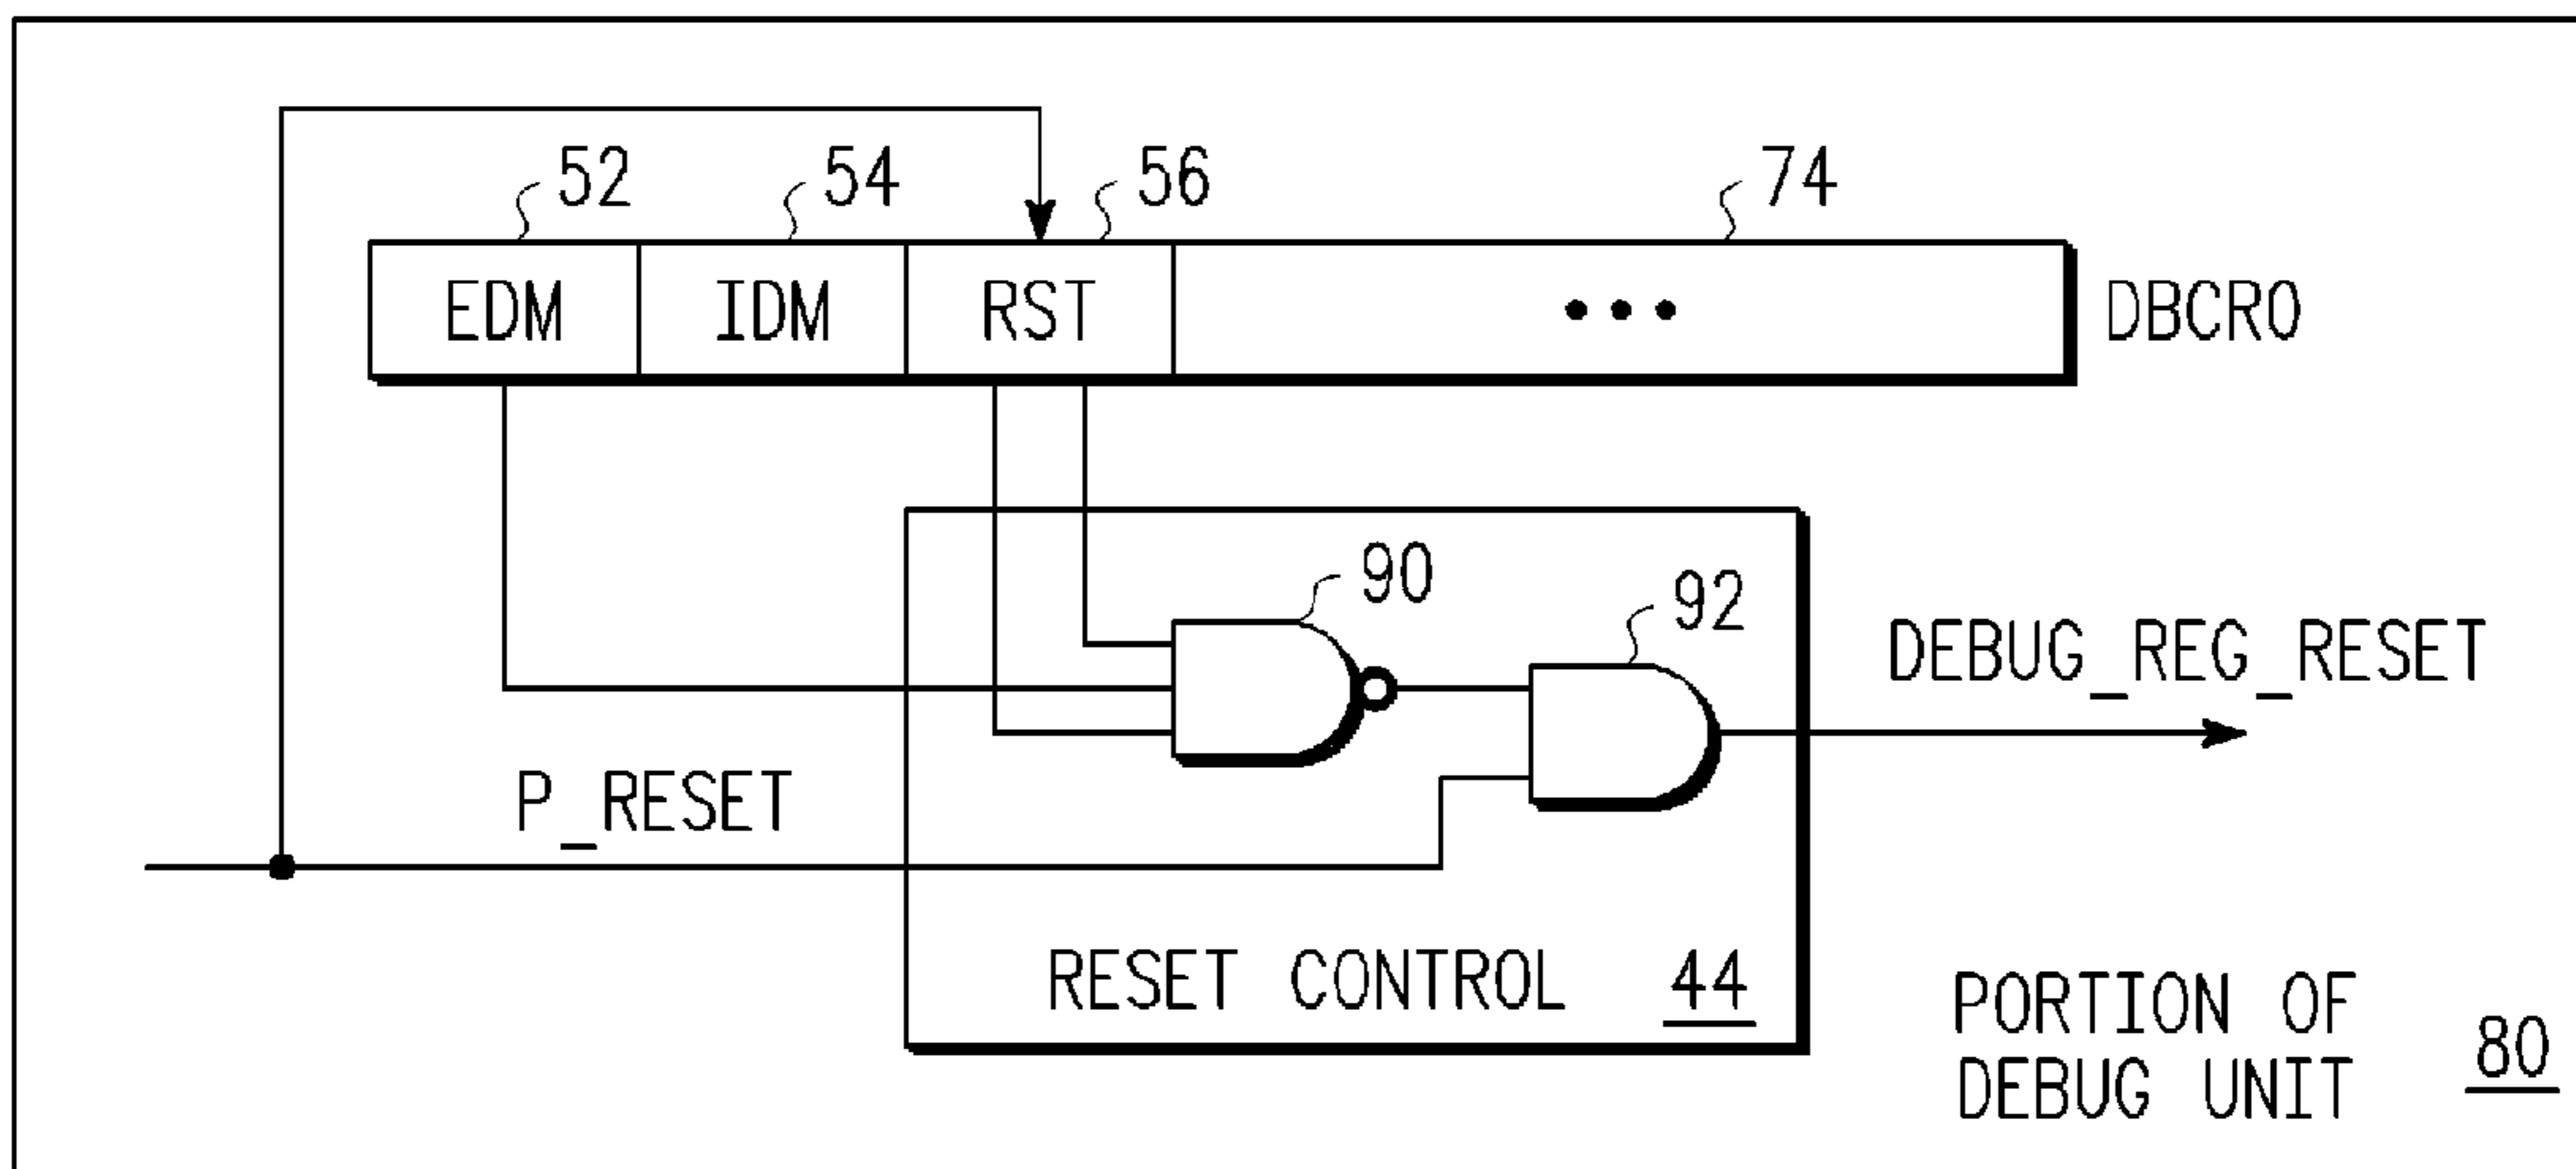 52 54 56 74
EDM IDM RST ••• DBCR0
90
92
DEBUG_REG_RESET
P_RESET
RESET CONTROL 44
PORTION OF
DEBUG UNIT 80